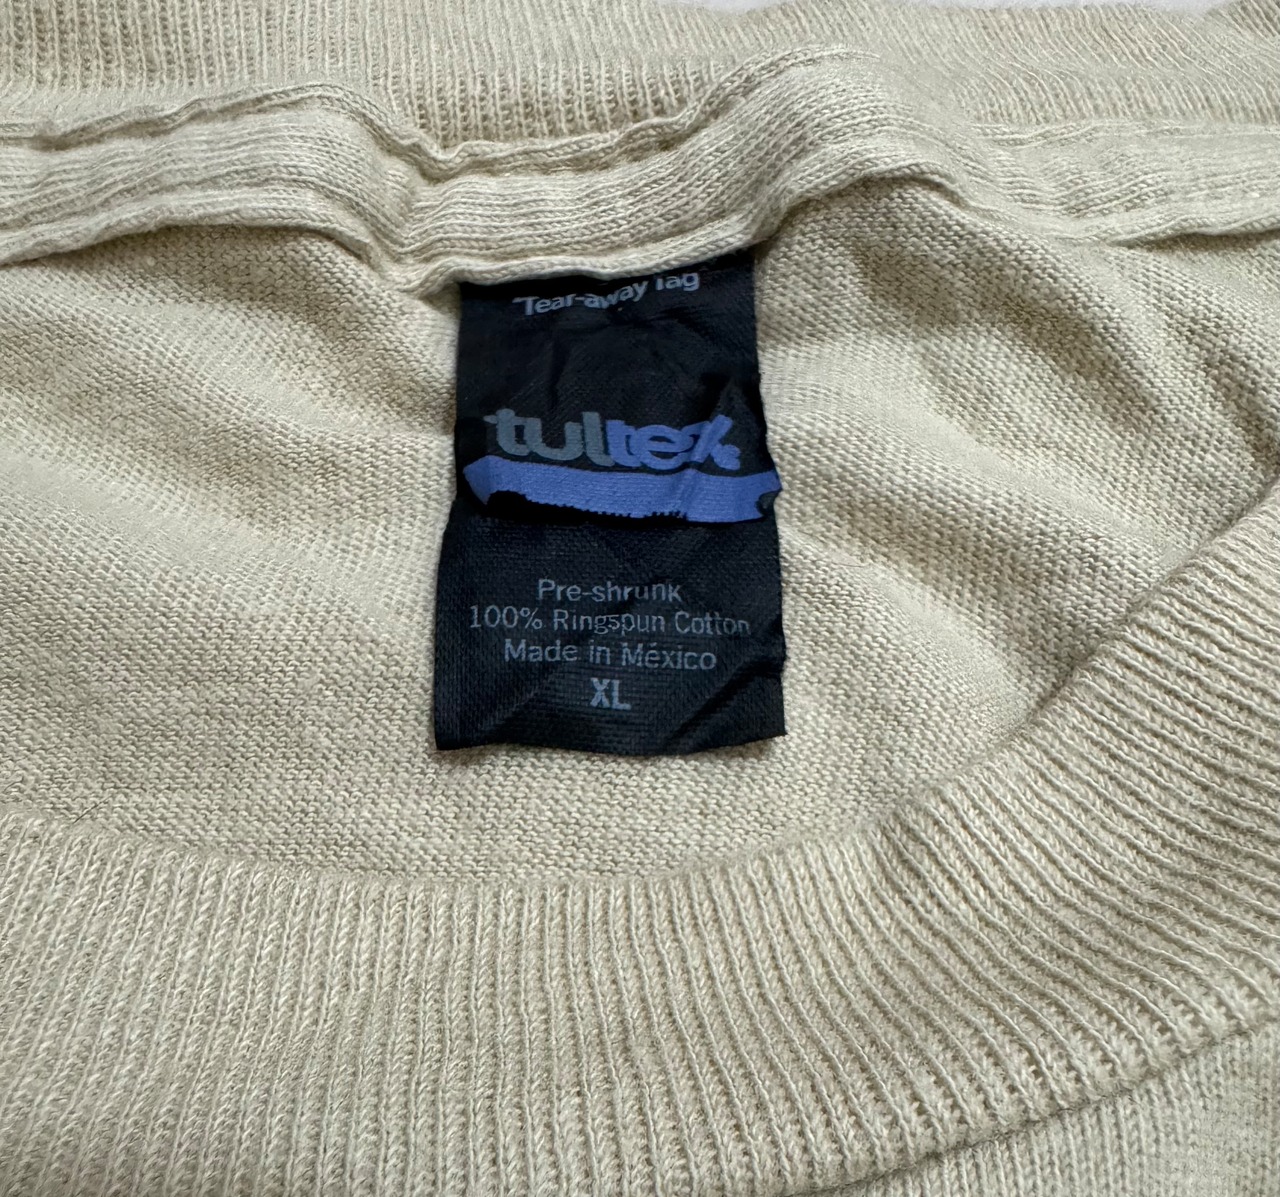 Tear-away Tag
tultex
Pre-shrunk
100% Ringspun Cotton
Made in México
XL